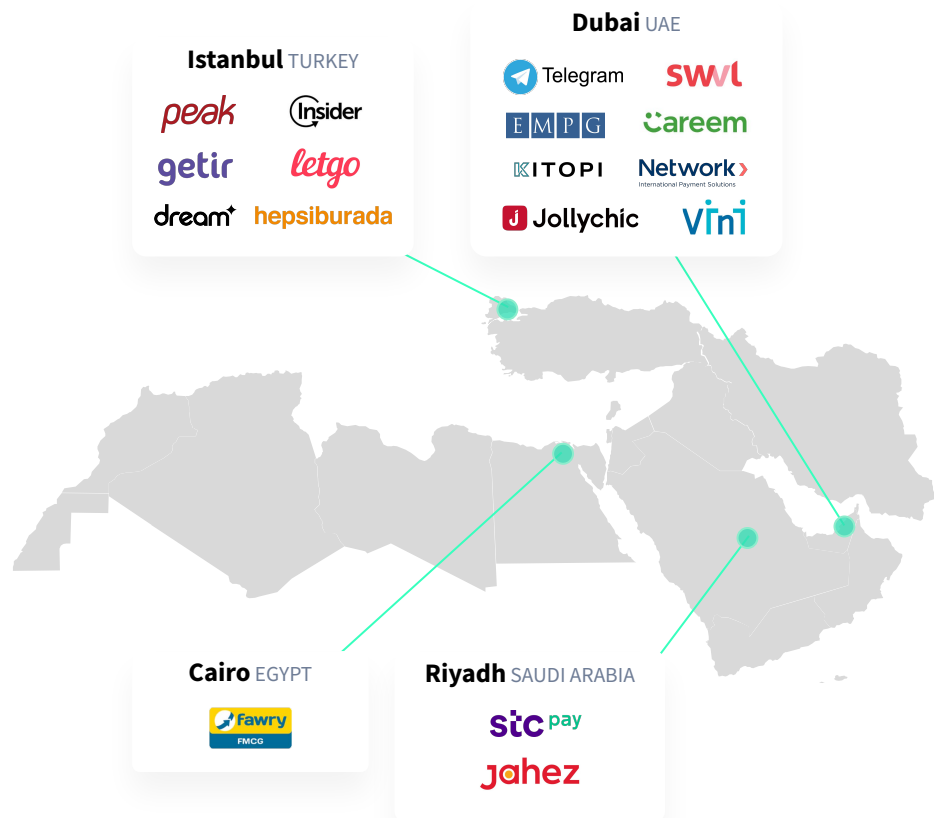 Istanbul TURKEY
peak
Insider
getir
letgo
dream
hepsiburada
Dubai UAE
Telegram
swvl
EMPG
Careem
KITOPI
Network
International Payment Solutions
J Jollychic
Vini
Cairo EGYPT
fawry
FMCG
Riyadh SAUDI ARABIA
stc pay
jahez